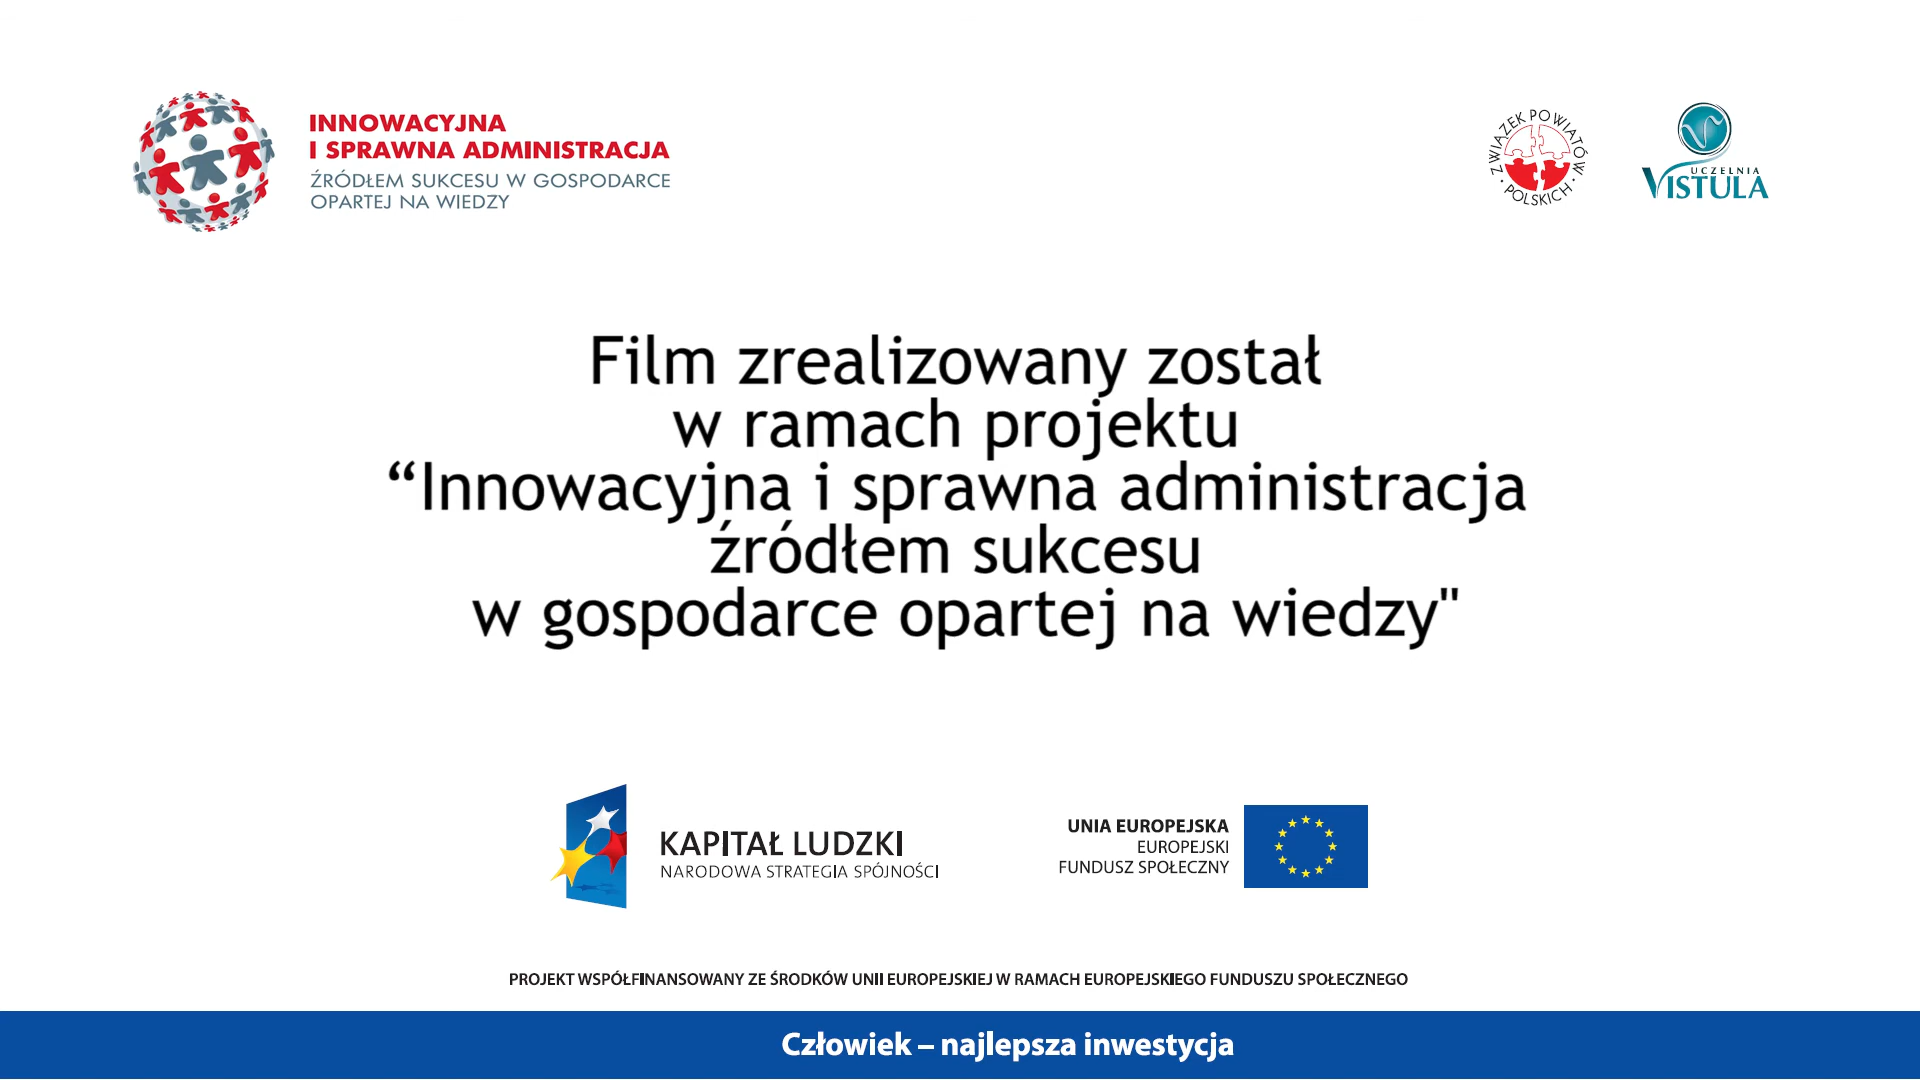 INNOWACYJNA
I SPRAWNA ADMINISTRACJA
ŹRÓDŁEM SUKCESU W GOSPODARCE
OPARTEJ NA WIEDZY
ZWIĄZEK POWIATÓW
· POLSKICH ·
UCZELNIA
VISTULA
Film zrealizowany został
w ramach projektu
“Innowacyjna i sprawna administracja
źródłem sukcesu
w gospodarce opartej na wiedzy"
KAPITAŁ LUDZKI
NARODOWA STRATEGIA SPÓJNOŚCI
UNIA EUROPEJSKA
EUROPEJSKI
FUNDUSZ SPOŁECZNY
PROJEKT WSPÓŁFINANSOWANY ZE ŚRODKÓW UNII EUROPEJSKIEJ W RAMACH EUROPEJSKIEGO FUNDUSZU SPOŁECZNEGO
Człowiek – najlepsza inwestycja